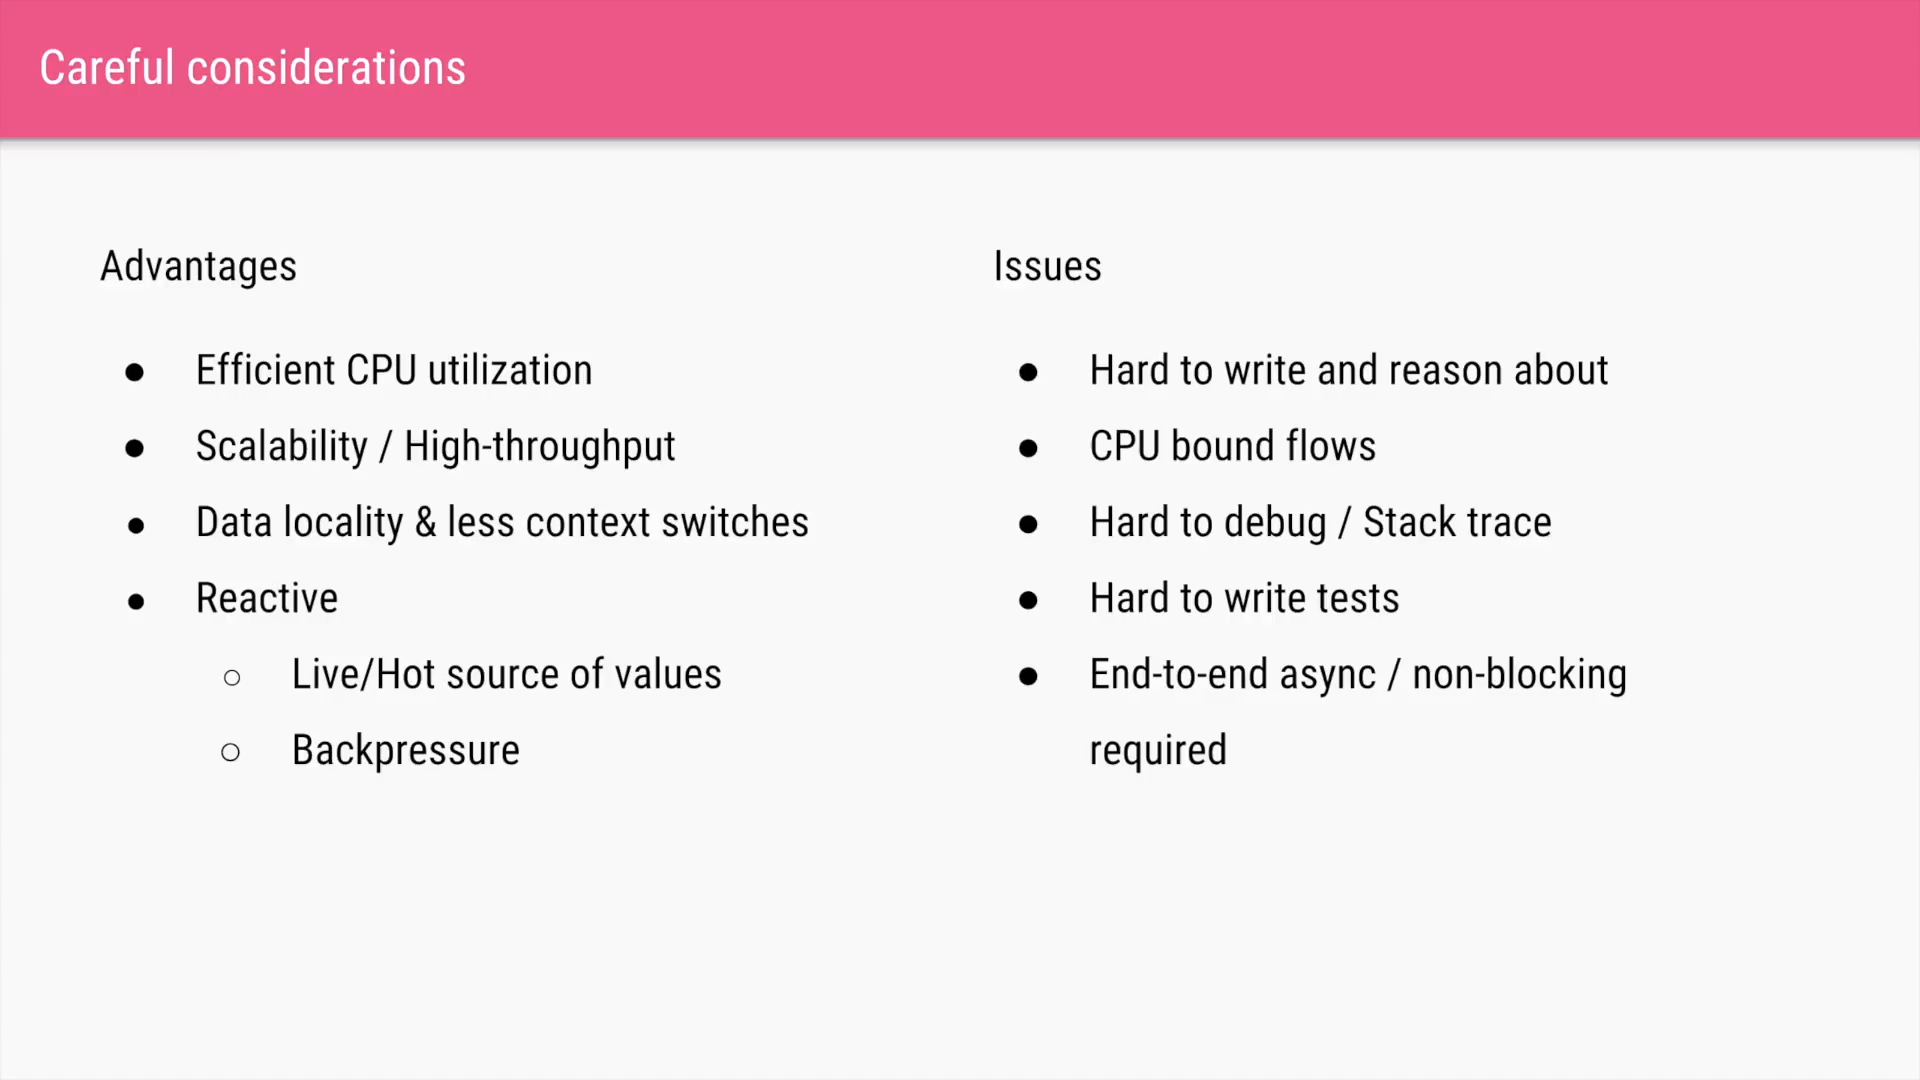 Careful considerations
Advantages
● Efficient CPU utilization
● Scalability / High-throughput
● Data locality & less context switches
● Reactive
○ Live/Hot source of values
○ Backpressure
Issues
● Hard to write and reason about
● CPU bound flows
● Hard to debug / Stack trace
● Hard to write tests
● End-to-end async / non-blocking
required